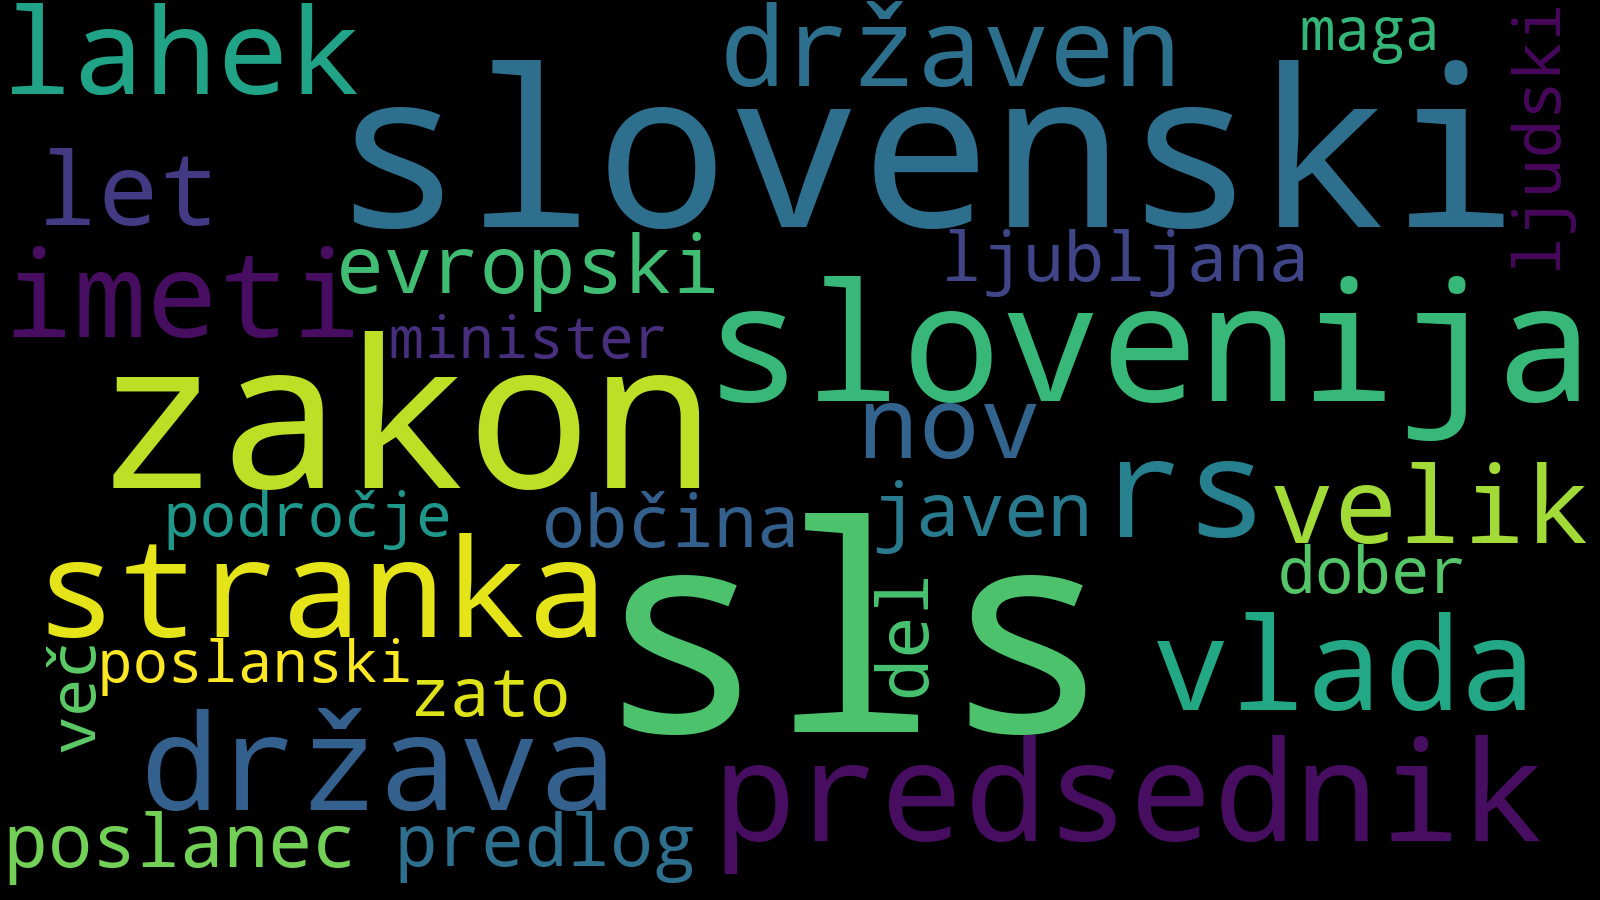 lahek
državen
maga
ljudski
slovenski
let
evropski
ljubljana
imeti
minister
slovenija
zakon
nov
rs
velik
področje
občina
javen
stranka
sls
del
dober
vlada
več
poslanski
zato
država
predsednik
poslanec
predlog